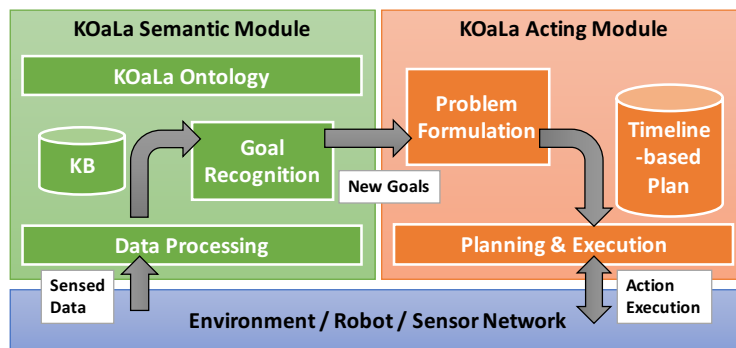 KOaLa Semantic Module
KOaLa Acting Module
KOaLa Ontology
KB
Goal
Recognition
New Goals
Problem
Formulation
Timeline
-based
Plan
Data Processing
Planning & Execution
Sensed
Data
Action
Execution
Environment / Robot / Sensor Network